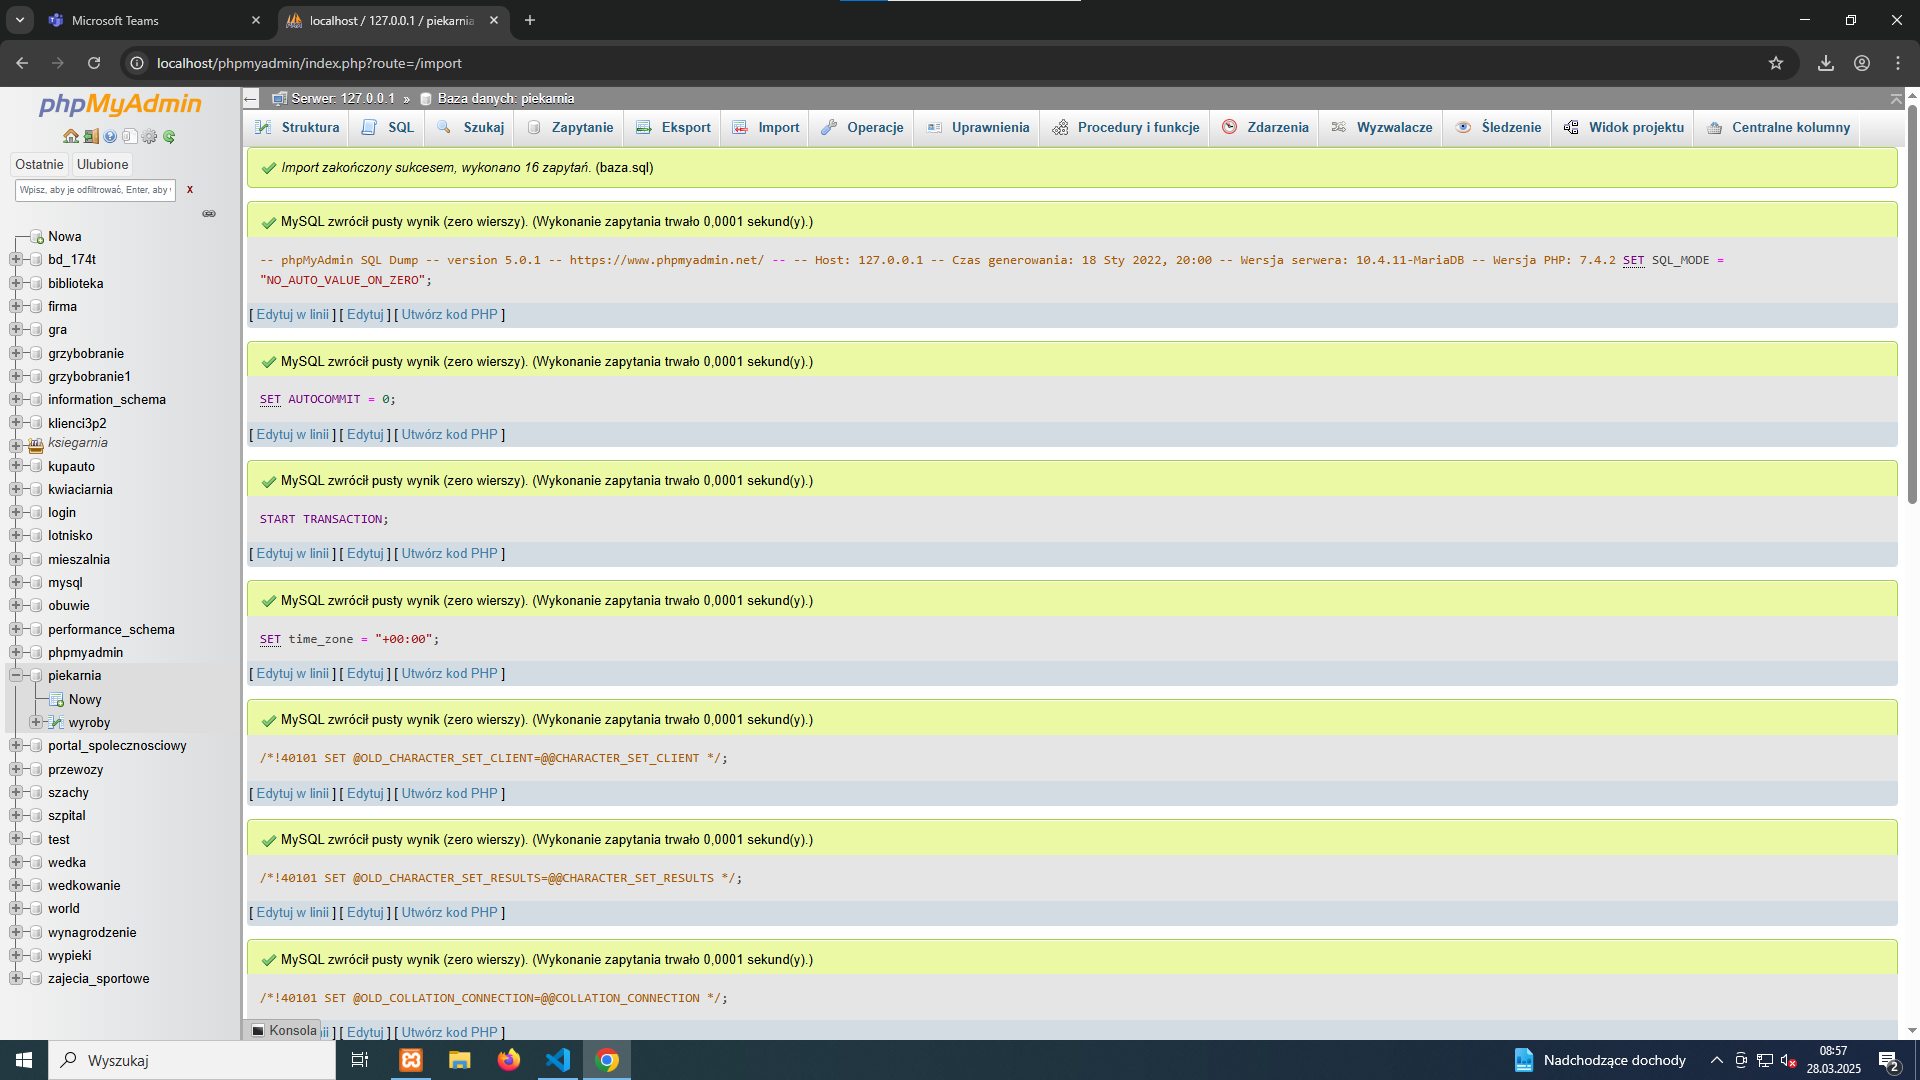 Microsoft Teams
localhost / 127.0.0.1 / piekarnia
localhost/phpmyadmin/index.php?route=/import
phpMyAdmin
Ostatnie Ulubione
Wpisz, aby je odfiltrować, Enter, aby
x
Nowa
bd_174t
biblioteka
firma
gra
grzybobranie
grzybobranie1
information_schema
klienci3p2
ksiegarnia
kupauto
kwiaciarnia
login
lotnisko
mieszalnia
mysql
obuwie
performance_schema
phpmyadmin
piekarnia
Nowy
wyroby
portal_spolecznosciowy
przewozy
szachy
szpital
test
wedka
wedkowanie
world
wynagrodzenie
wypieki
zajecia_sportowe
Serwer: 127.0.0.1 » Baza danych: piekarnia
Struktura SQL Szukaj Zapytanie Eksport Import Operacje Uprawnienia Procedury i funkcje Zdarzenia Wyzwalacze Śledzenie Widok projektu Centralne kolumny
Import zakończony sukcesem, wykonano 16 zapytań. (baza.sql)
MySQL zwrócił pusty wynik (zero wierszy). (Wykonanie zapytania trwało 0,0001 sekund(y).)
-- phpMyAdmin SQL Dump -- version 5.0.1 -- https://www.phpmyadmin.net/ -- -- Host: 127.0.0.1 -- Czas generowania: 18 Sty 2022, 20:00 -- Wersja serwera: 10.4.11-MariaDB -- Wersja PHP: 7.4.2 SET SQL_MODE =
"NO_AUTO_VALUE_ON_ZERO";
[ Edytuj w linii ] [ Edytuj ] [ Utwórz kod PHP ]
MySQL zwrócił pusty wynik (zero wierszy). (Wykonanie zapytania trwało 0,0001 sekund(y).)
SET AUTOCOMMIT = 0;
[ Edytuj w linii ] [ Edytuj ] [ Utwórz kod PHP ]
MySQL zwrócił pusty wynik (zero wierszy). (Wykonanie zapytania trwało 0,0001 sekund(y).)
START TRANSACTION;
[ Edytuj w linii ] [ Edytuj ] [ Utwórz kod PHP ]
MySQL zwrócił pusty wynik (zero wierszy). (Wykonanie zapytania trwało 0,0001 sekund(y).)
SET time_zone = "+00:00";
[ Edytuj w linii ] [ Edytuj ] [ Utwórz kod PHP ]
MySQL zwrócił pusty wynik (zero wierszy). (Wykonanie zapytania trwało 0,0001 sekund(y).)
/*!40101 SET @OLD_CHARACTER_SET_CLIENT=@@CHARACTER_SET_CLIENT */;
[ Edytuj w linii ] [ Edytuj ] [ Utwórz kod PHP ]
MySQL zwrócił pusty wynik (zero wierszy). (Wykonanie zapytania trwało 0,0001 sekund(y).)
/*!40101 SET @OLD_CHARACTER_SET_RESULTS=@@CHARACTER_SET_RESULTS */;
[ Edytuj w linii ] [ Edytuj ] [ Utwórz kod PHP ]
MySQL zwrócił pusty wynik (zero wierszy). (Wykonanie zapytania trwało 0,0001 sekund(y).)
/*!40101 SET @OLD_COLLATION_CONNECTION=@@COLLATION_CONNECTION */;
Konsola ii ] [ Edytuj ] [ Utwórz kod PHP ]
Wyszukaj
Nadchodzące dochody
08:57
28.03.2025
2